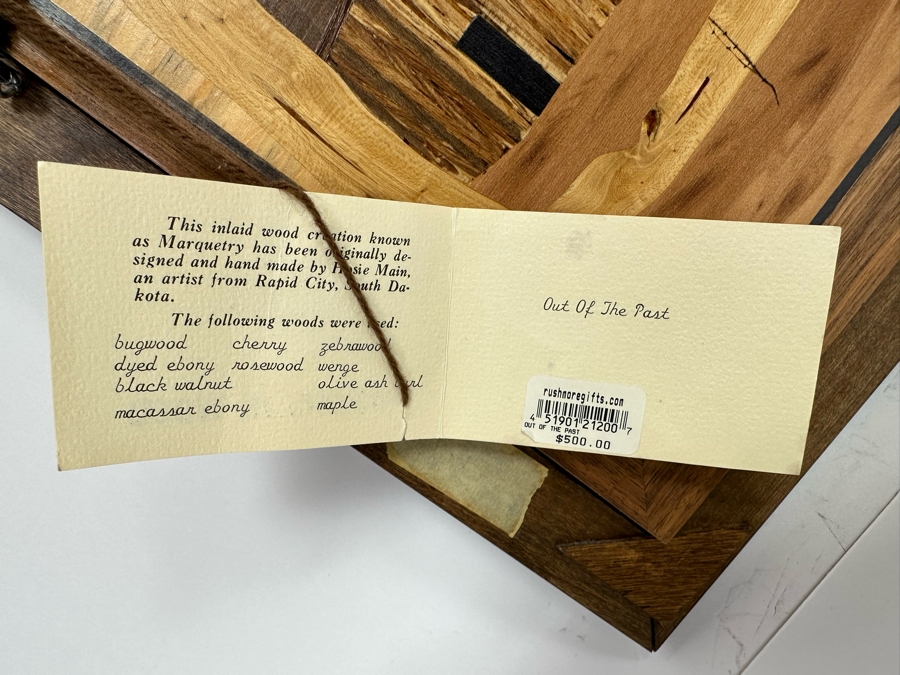 This inlaid wood creation known
as Marquetry has been originally de-
signed and hand made by Main,
an artist from Rapid City, South Da-
kota.
The following woods were used:
bugwood cherry zebrawood
dyed ebony rosewood wenge
black walnut olive ash burl
macassar ebony maple
Out Of The Past
rushmoregifts.com
4 51901 21200 7
OUT OF THE PAST
$500.00